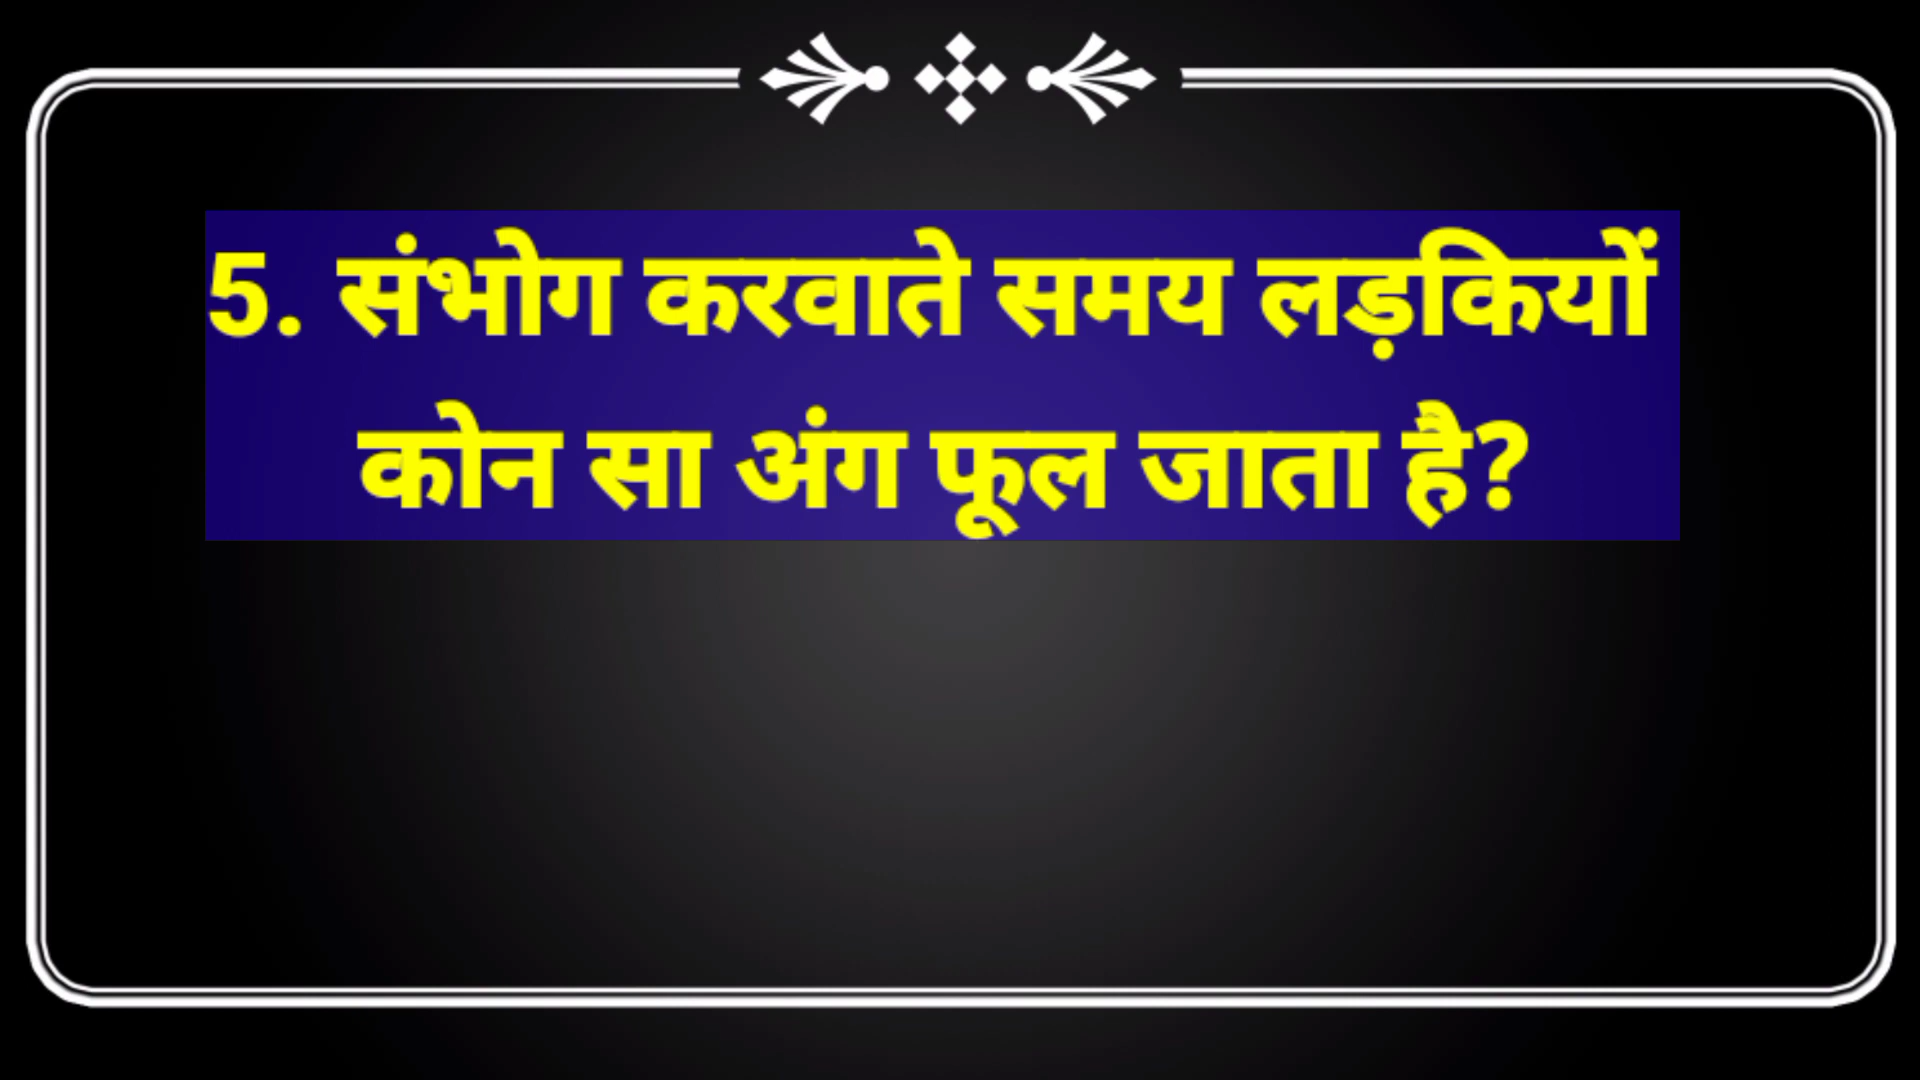 5. संभोग करवाते समय लड़कियों
कोन सा अंग फूल जाता है?